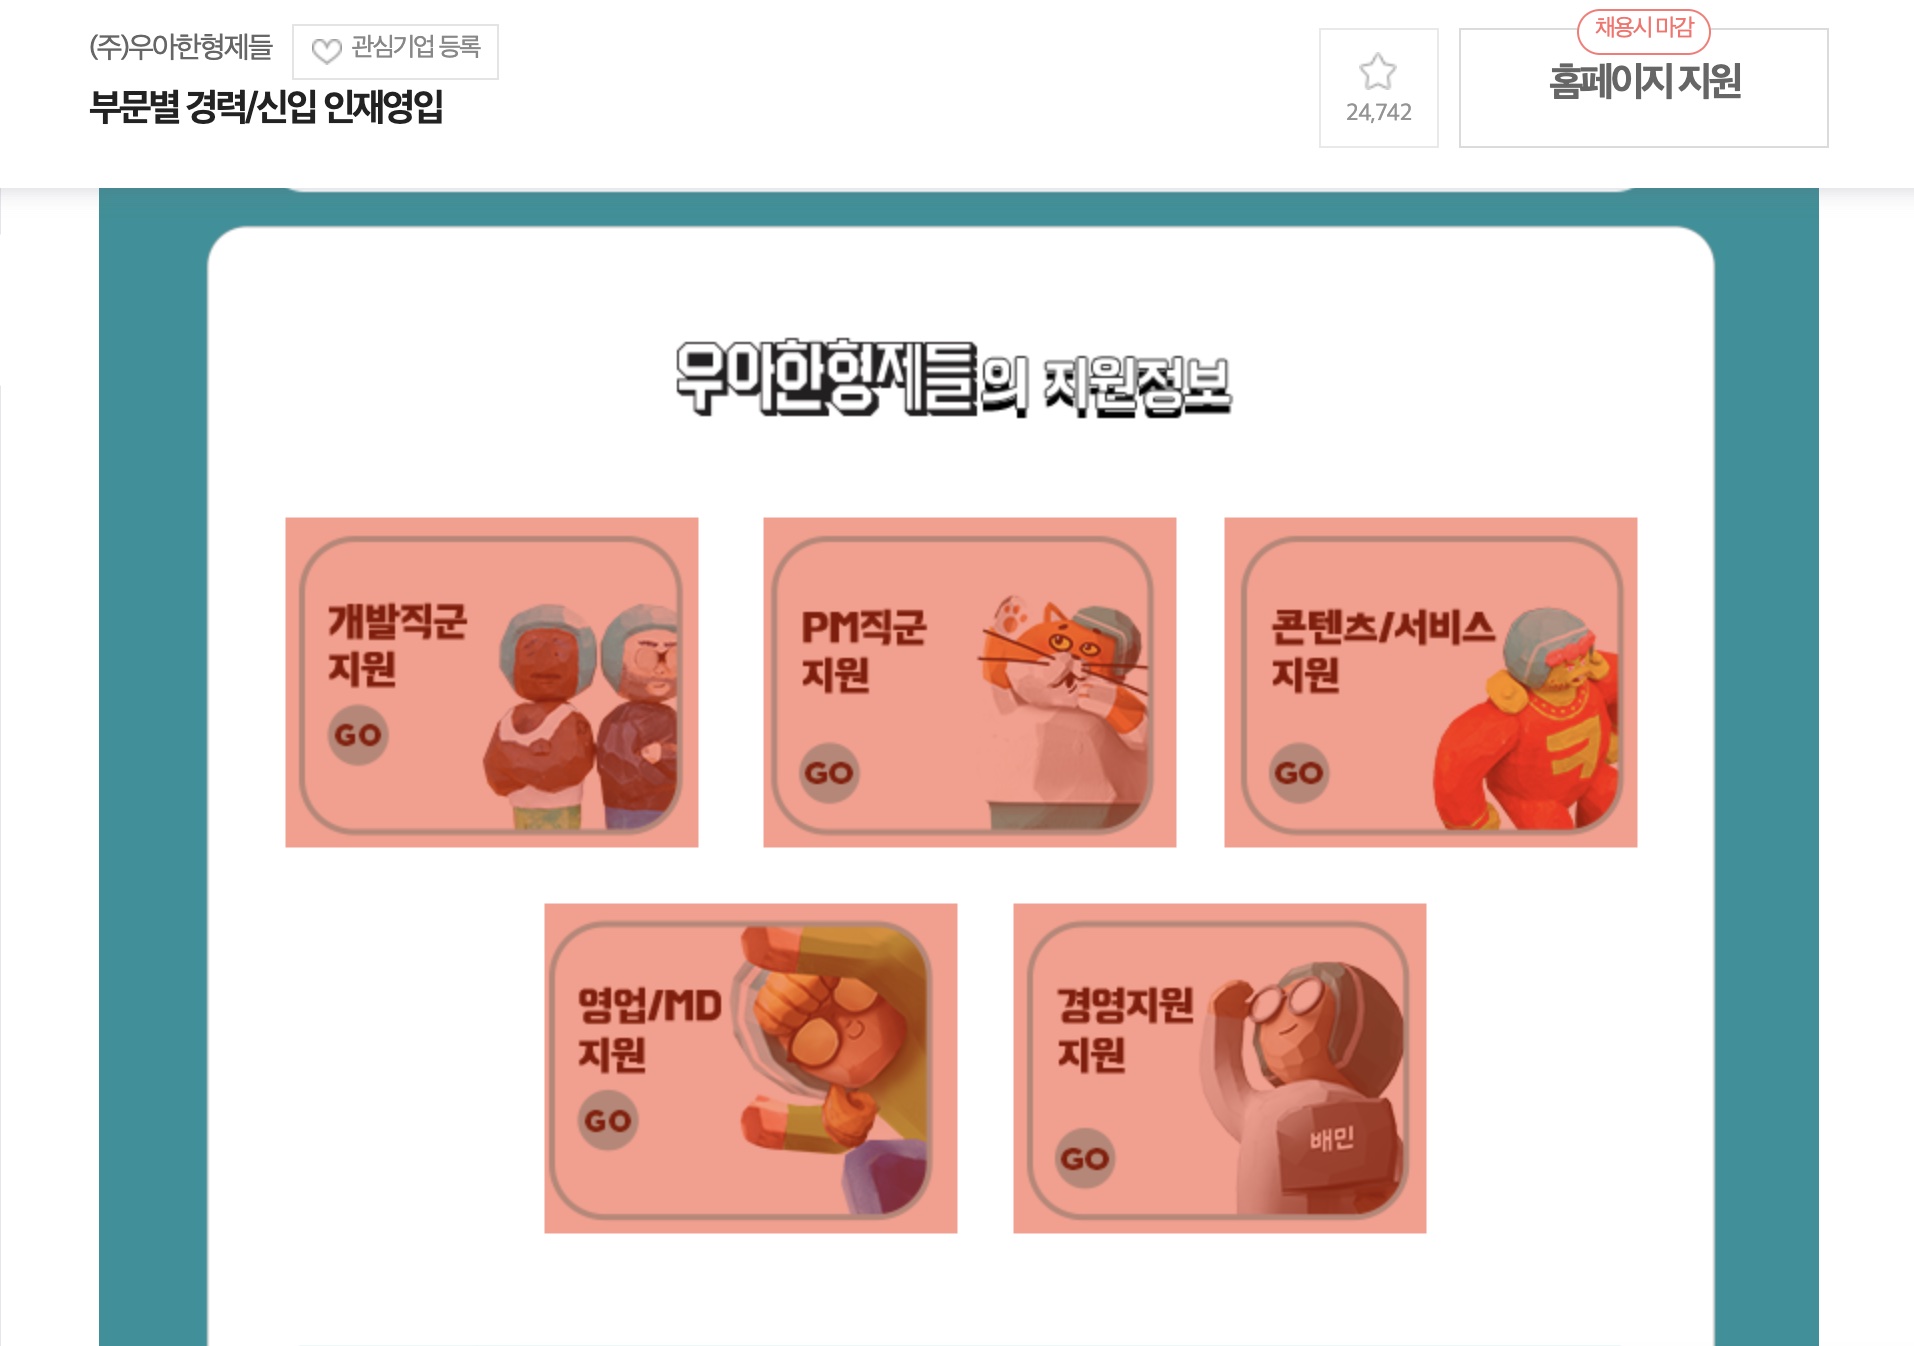 (주)우아한형제들
관심기업 등록
부문별 경력/신입 인재영입
24,742
채용시 마감
홈페이지 지원
우아한형제들의 지원정보
개발직군
지원
GO
PM직군
지원
GO
콘텐츠/서비스
지원
GO
ㅋ
영업/MD
지원
GO
경영지원
지원
GO
배민